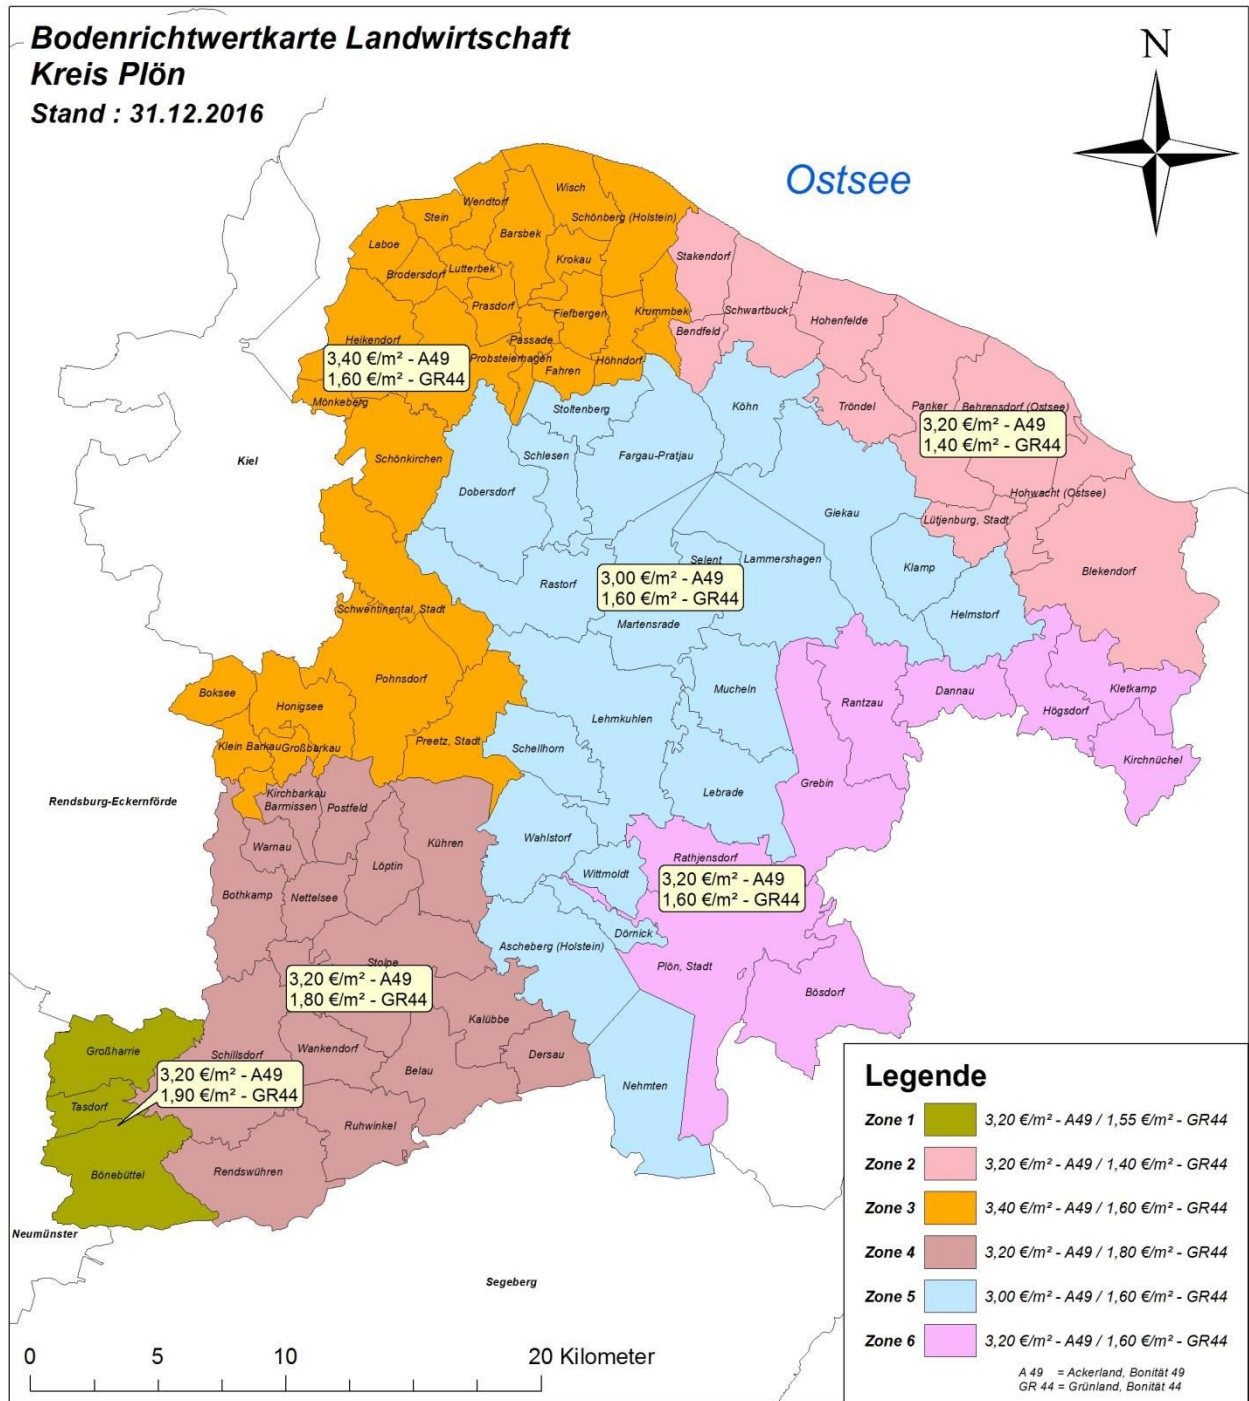 Bodenrichtwertkarte Landwirtschaft
Kreis Plön
Stand : 31.12.2016
N
Ostsee
Wisch
Wendtorf
Stein
Schönberg (Holstein)
Barsbek
Laboe
Krokau
Lutterbek
Brodersdorf
Stakendorf
Prasdorf
Fiefbergen
Krummbek
Schwartbuck
Hohenfelde
Bendfeld
Heikendorf
Passade
Probsteierhagen
Höhndorf
Fahren
3,40 €/m² - A49
1,60 €/m² - GR44
Mönkeberg
Stoltenberg
Köhn
Tröndel
Panker
Behrensdorf (Ostsee)
3,20 €/m² - A49
1,40 €/m² - GR44
Kiel
Schönkirchen
Schlesen
Fargau-Pratjau
Dobersdorf
Hohwacht (Ostsee)
Giekau
Lütjenburg, Stadt
Selent
Lammershagen
Klamp
Blekendorf
Rastorf
3,00 €/m² - A49
1,60 €/m² - GR44
Helmstorf
Schwentinental, Stadt
Martensrade
Pohnsdorf
Boksee
Honigsee
Mucheln
Rantzau
Dannau
Kletkamp
Högsdorf
Lehmkuhlen
Klein Barkau
Großbarkau
Preetz, Stadt
Schellhorn
Kirchnüchel
Grebin
Lebrade
Rendsburg-Eckernförde
Kirchbarkau
Barmissen
Postfeld
Kühren
Wahlstorf
Warnau
Löptin
Rathjensdorf
Wittmoldt
3,20 €/m² - A49
1,60 €/m² - GR44
Bothkamp
Nettelsee
Dörnick
Ascheberg (Holstein)
Stolpe
Plön, Stadt
3,20 €/m² - A49
1,80 €/m² - GR44
Bösdorf
Kalübbe
Großharrie
Schillsdorf
Wankendorf
Dersau
Belau
3,20 €/m² - A49
1,90 €/m² - GR44
Nehmten
Tasdorf
Ruhwinkel
Bönebüttel
Rendswühren
Neumünster
Segeberg
0 5 10 20 Kilometer
Legende
Zone 1 3,20 €/m² - A49 / 1,55 €/m² - GR44
Zone 2 3,20 €/m² - A49 / 1,40 €/m² - GR44
Zone 3 3,40 €/m² - A49 / 1,60 €/m² - GR44
Zone 4 3,20 €/m² - A49 / 1,80 €/m² - GR44
Zone 5 3,00 €/m² - A49 / 1,60 €/m² - GR44
Zone 6 3,20 €/m² - A49 / 1,60 €/m² - GR44
A 49 = Ackerland, Bonität 49
GR 44 = Grünland, Bonität 44